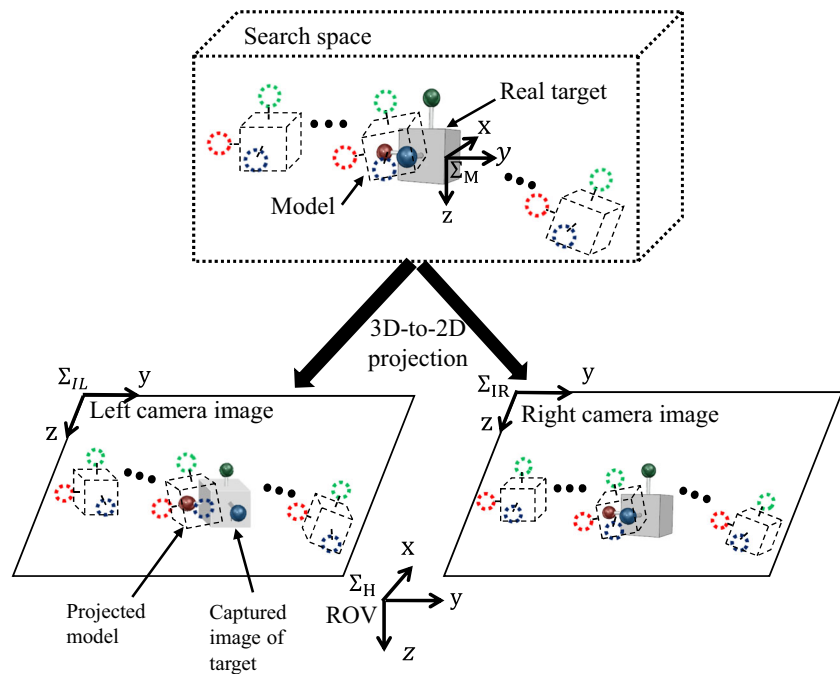 Search space
Real target
x
y
Σ_M
z
Model
3D-to-2D
projection
Σ_IL
y
Left camera image
z
Σ_IR
y
Right camera image
z
x
Σ_H
ROV
y
z
Projected
model
Captured
image of
target